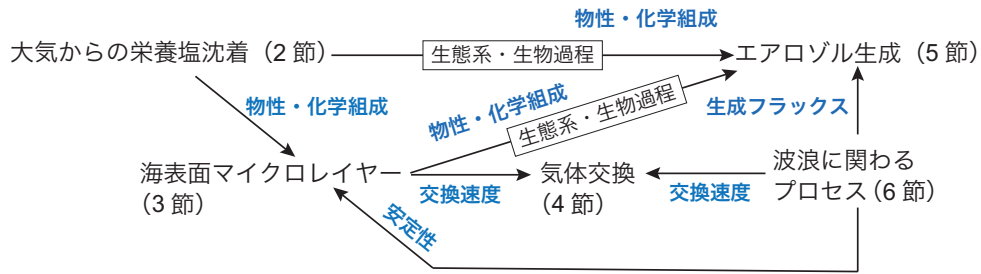 物性・化学組成
大気からの栄養塩沈着（2 節）
生態系・生物過程
エアロゾル生成（5 節）
物性・化学組成
物性・化学組成
生態系・生物過程
生成フラックス
海表面マイクロレイヤー
（3 節）
交換速度
気体交換
（4 節）
交換速度
波浪に関わる
プロセス（6 節）
安定性